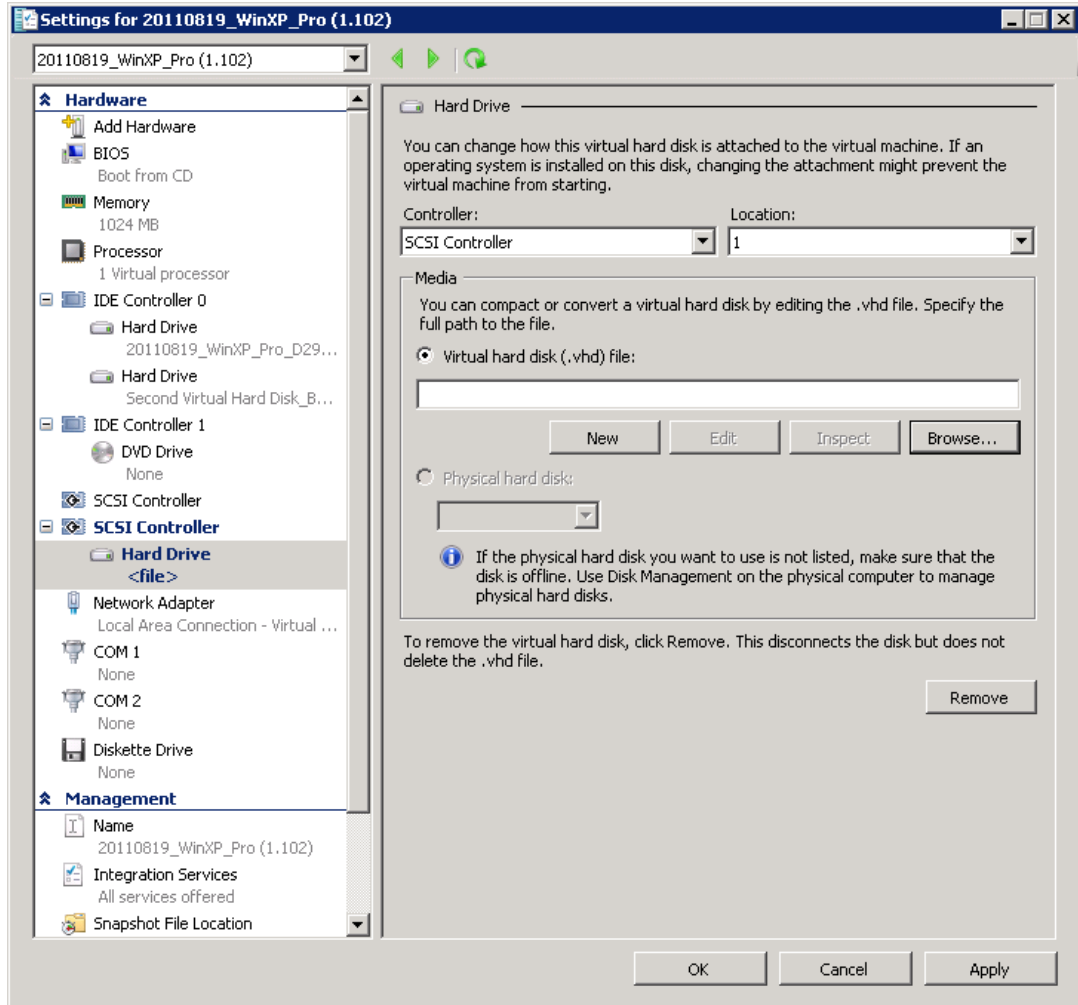 Settings for 20110819_WinXP_Pro (1.102)
20110819_WinXP_Pro (1.102)
Hardware
Add Hardware
BIOS
Boot from CD
Memory
1024 MB
Processor
1 Virtual processor
IDE Controller 0
Hard Drive
20110819_WinXP_Pro_D29...
Hard Drive
Second Virtual Hard Disk_B...
IDE Controller 1
DVD Drive
None
SCSI Controller
SCSI Controller
Hard Drive
<file>
Network Adapter
Local Area Connection - Virtual ...
COM 1
None
COM 2
None
Diskette Drive
None
Management
Name
20110819_WinXP_Pro (1.102)
Integration Services
All services offered
Snapshot File Location
Hard Drive
You can change how this virtual hard disk is attached to the virtual machine. If an
operating system is installed on this disk, changing the attachment might prevent the
virtual machine from starting.
Controller: Location:
SCSI Controller 1
Media
You can compact or convert a virtual hard disk by editing the .vhd file. Specify the
full path to the file.
Virtual hard disk (.vhd) file:
New Edit Inspect Browse...
Physical hard disk:
If the physical hard disk you want to use is not listed, make sure that the
disk is offline. Use Disk Management on the physical computer to manage
physical hard disks.
To remove the virtual hard disk, click Remove. This disconnects the disk but does not
delete the .vhd file.
Remove
OK Cancel Apply